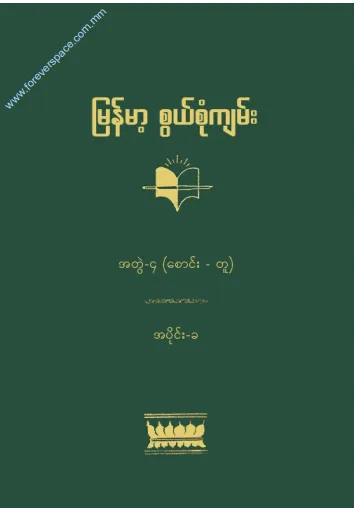 www.foreverspace.com.mm
မြန်မာ့ စွယ်စုံကျမ်း
အတွဲ-၄ (စောင်း - တူ)
အပိုင်း-ခ